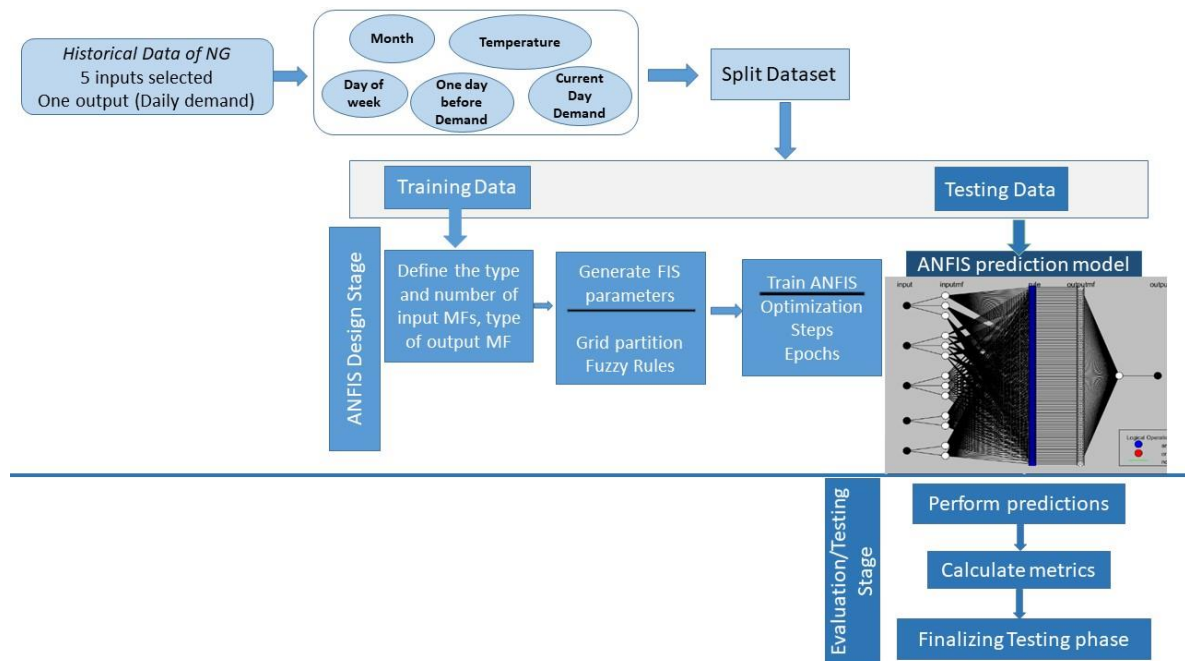 Historical Data of NG
5 inputs selected
One output (Daily demand)
Month
Temperature
Day of
week
One day
before
Demand
Current
Day
Demand
Split Dataset
Training Data
Testing Data
ANFIS Design Stage
Define the type
and number of
input MFs, type
of output MF
Generate FIS
parameters
Grid partition
Fuzzy Rules
Train ANFIS
Optimization
Steps
Epochs
ANFIS prediction model
input
inputmf
outputmf
outpu
Logical Operatio
Evaluation/Testing
Stage
Perform predictions
Calculate metrics
Finalizing Testing phase